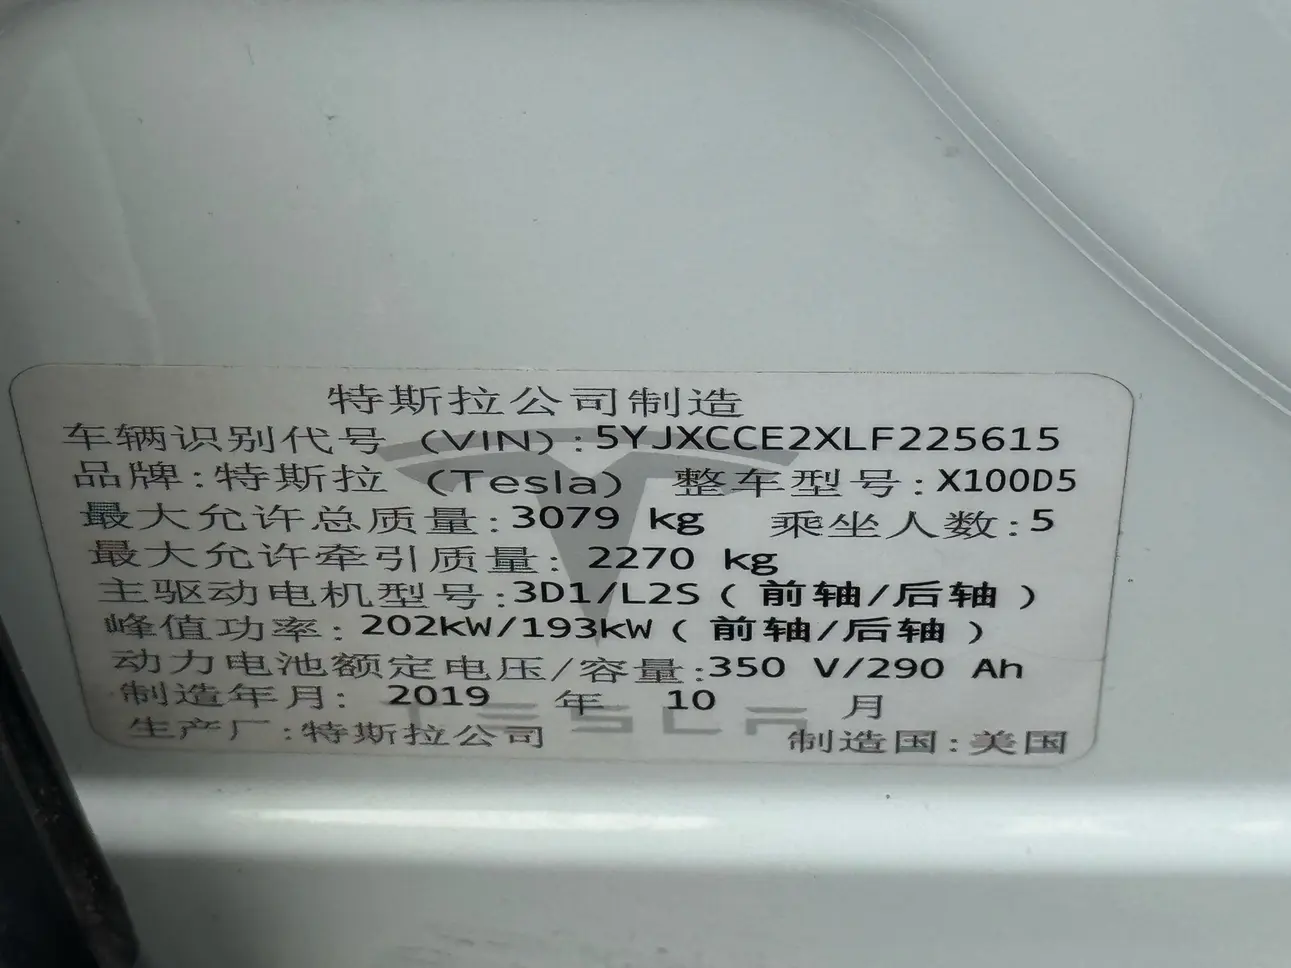 特斯拉公司制造
车辆识别代号 (VIN):5YJXCCE2XLF225615
品牌:特斯拉 (Tesla) 整车型号:X100D5
最大允许总质量:3079 kg 乘坐人数:5
最大允许牵引质量: 2270 kg
主驱动电机型号:3D1/L2S ( 前轴/后轴 )
峰值功率: 202kW/193kW ( 前轴/后轴 )
动力电池额定电压/容量:350 V/290 Ah
制造年月: 2019 年 10 月
TESLA
生产厂:特斯拉公司 制造国:美国